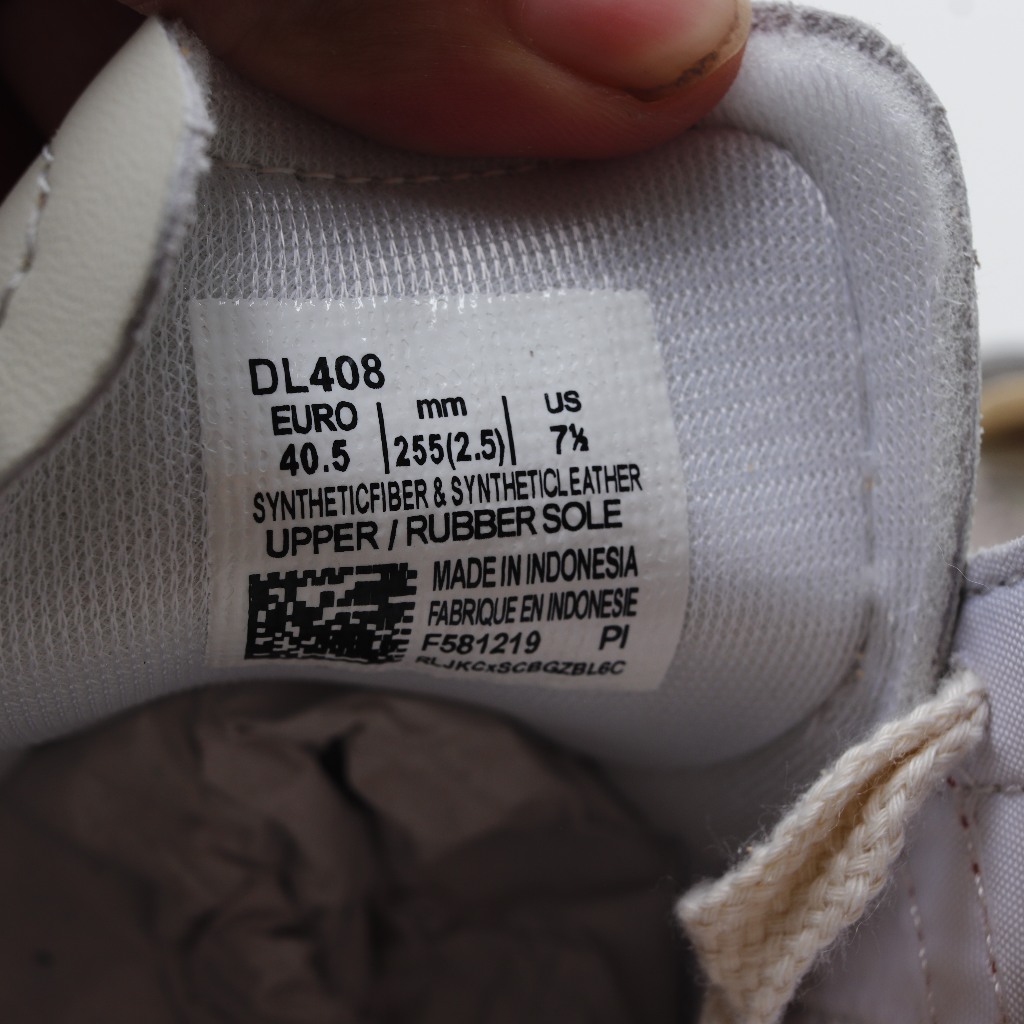 DL408
EURO | mm | US
40.5 | 255(2.5) | 7½
SYNTHETICFIBER & SYNTHETICLEATHER
UPPER / RUBBER SOLE
MADE IN INDONESIA
FABRIQUE EN INDONESIE
F581219 PI